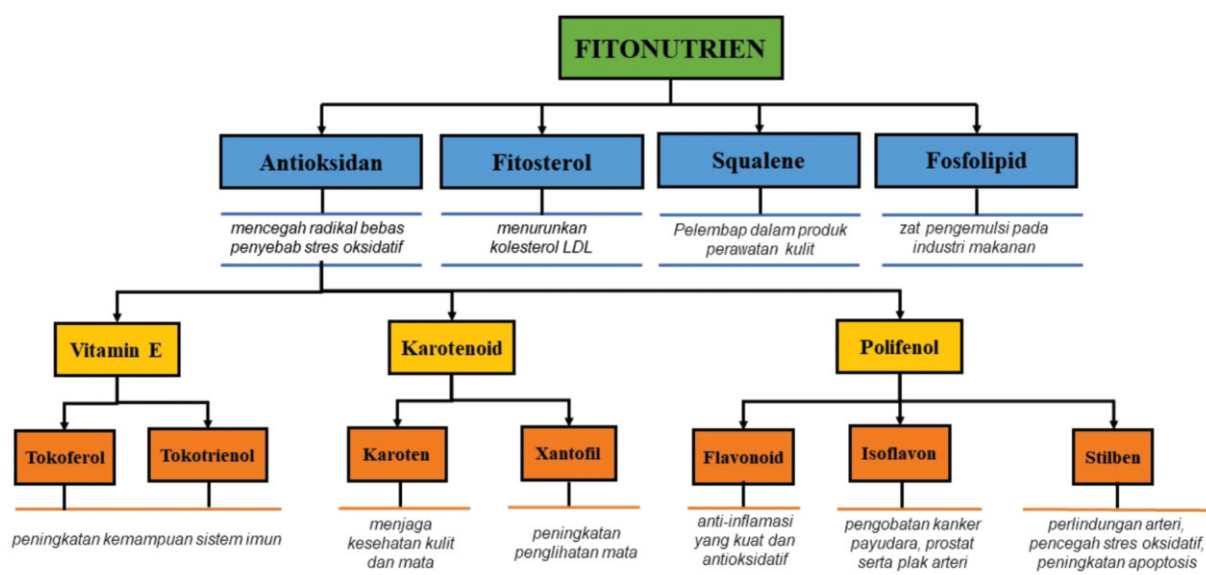 FITONUTRIEN
Antioksidan
Fitosterol
Squalene
Fosfolipid
mencegah radikal bebas
penyebab stres oksidatif
menurunkan
kolesterol LDL
Pelembap dalam produk
perawatan kulit
zat pengemulsi pada
industri makanan
Vitamin E
Karotenoid
Polifenol
Tokoferol
Tokotrienol
Karoten
Xantofil
Flavonoid
Isoflavon
Stilben
peningkatan kemampuan sistem imun
menjaga
kesehatan kulit
dan mata
peningkatan
penglihatan mata
anti-inflamasi
yang kuat dan
antioksidatif
pengobatan kanker
payudara, prostat
serta plak arteri
perlindungan arteri,
pencegah stres oksidatif,
peningkatan apoptosis